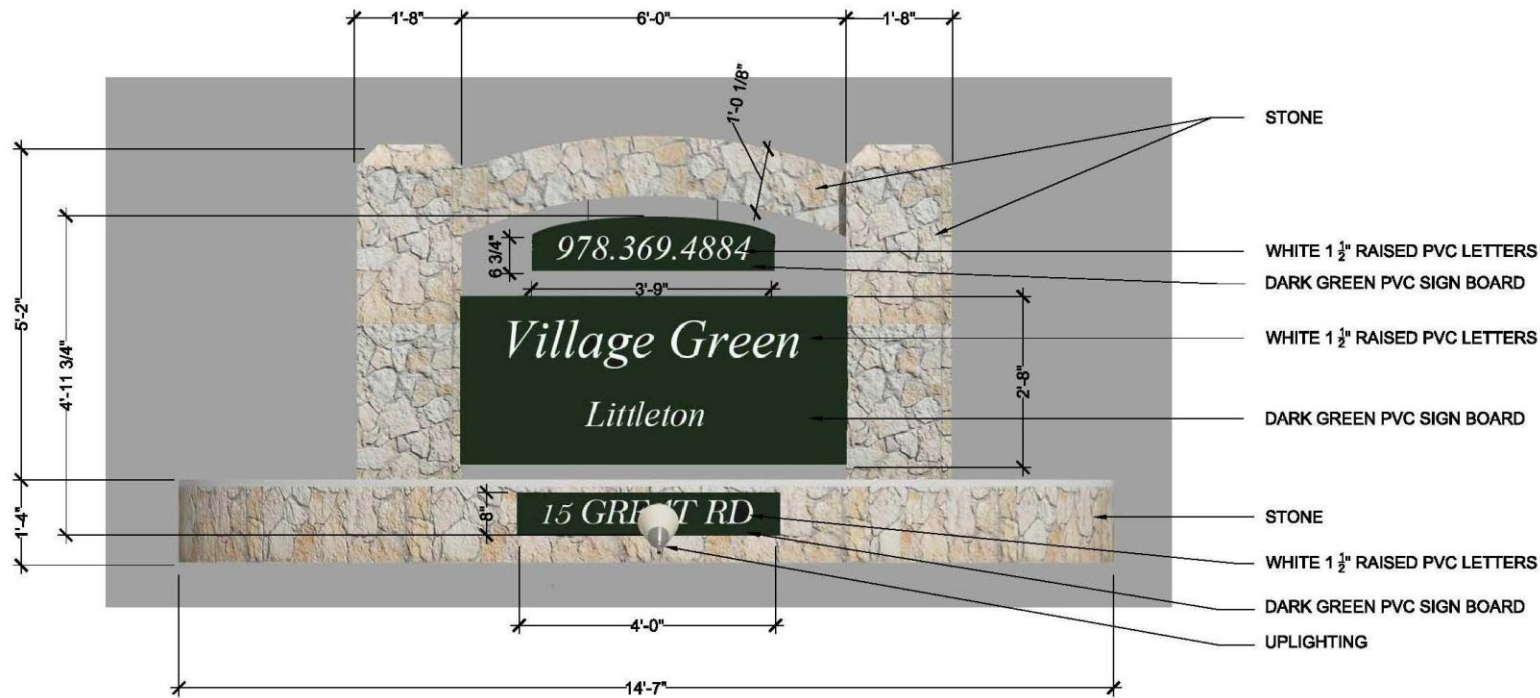 1'-8" 6'-0" 1'-8"
1'-0 1/8"
STONE
978.369.4884
WHITE 1 1/2" RAISED PVC LETTERS
6 3/4"
DARK GREEN PVC SIGN BOARD
3'-9"
5'-2"
4'-11 3/4"
Village Green
WHITE 1 1/2" RAISED PVC LETTERS
2'-8"
Littleton
DARK GREEN PVC SIGN BOARD
1'-4"
8"
15 GREAT RD
STONE
WHITE 1 1/2" RAISED PVC LETTERS
DARK GREEN PVC SIGN BOARD
4'-0"
UPLIGHTING
14'-7"